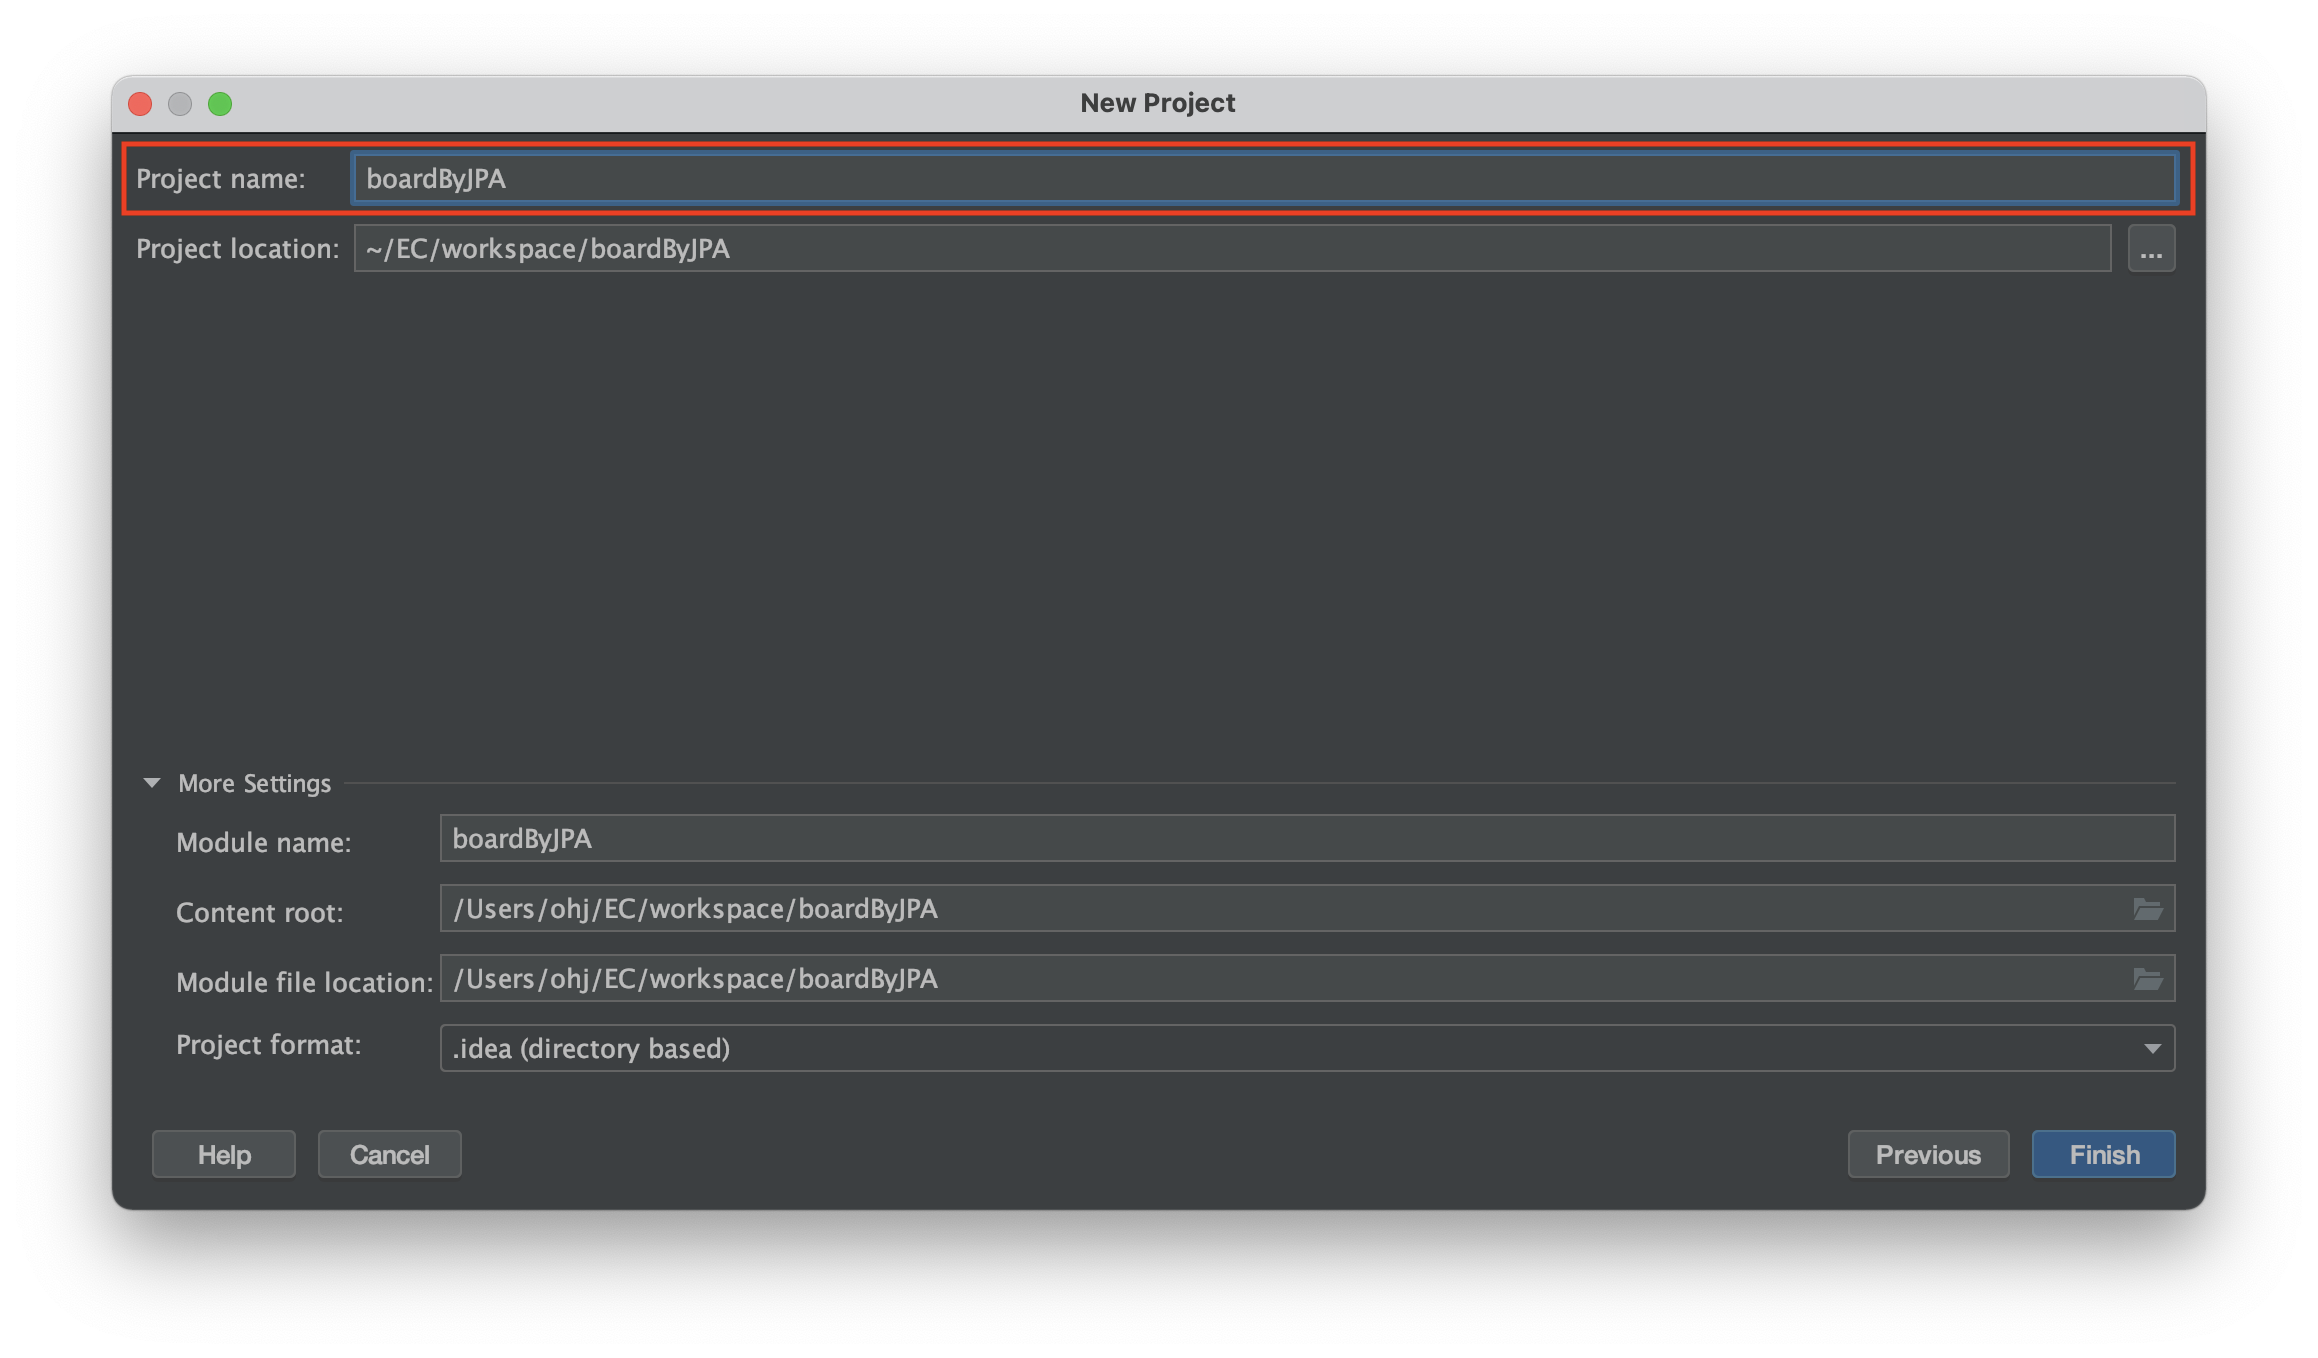 New Project
Project name: boardByJPA
Project location: ~/EC/workspace/boardByJPA ...
More Settings
Module name: boardByJPA
Content root: /Users/ohj/EC/workspace/boardByJPA
Module file location: /Users/ohj/EC/workspace/boardByJPA
Project format: .idea (directory based)
Help Cancel Previous Finish